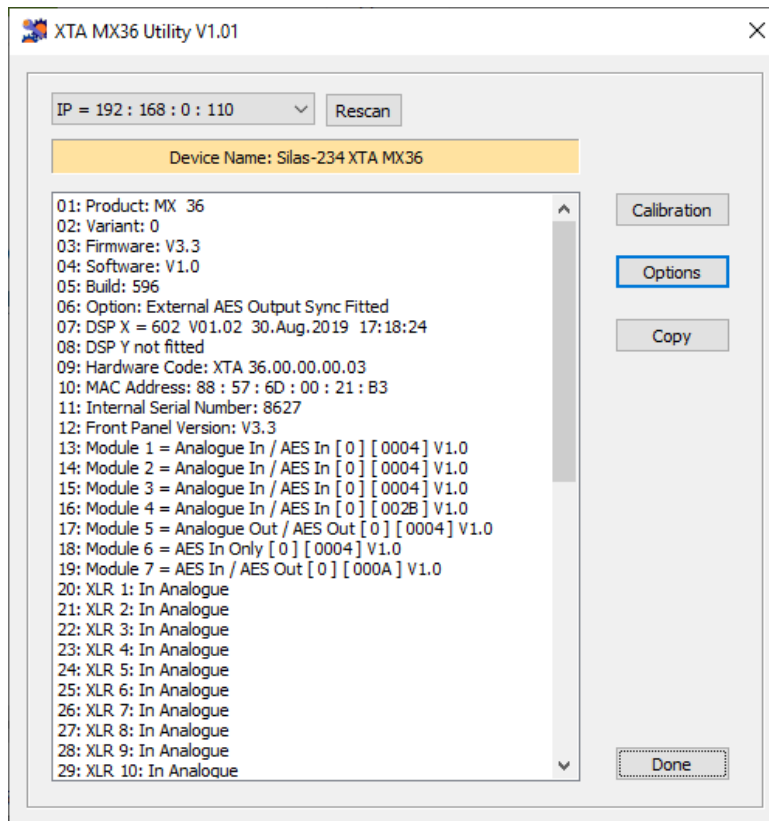 XTA MX36 Utility V1.01
IP = 192 : 168 : 0 : 110
Rescan
Device Name: Silas-234 XTA MX36
01: Product: MX  36
02: Variant: 0
03: Firmware: V3.3
04: Software: V1.0
05: Build: 596
06: Option: External AES Output Sync Fitted
07: DSP X = 602  V01.02  30.Aug.2019  17:18:24
08: DSP Y not fitted
09: Hardware Code: XTA 36.00.00.00.03
10: MAC Address: 88 : 57 : 6D : 00 : 21 : B3
11: Internal Serial Number: 8627
12: Front Panel Version: V3.3
13: Module 1 = Analogue In / AES In [ 0 ] [ 0004 ] V1.0
14: Module 2 = Analogue In / AES In [ 0 ] [ 0004 ] V1.0
15: Module 3 = Analogue In / AES In [ 0 ] [ 0004 ] V1.0
16: Module 4 = Analogue In / AES In [ 0 ] [ 002B ] V1.0
17: Module 5 = Analogue Out / AES Out [ 0 ] [ 0004 ] V1.0
18: Module 6 = AES In Only [ 0 ] [ 0004 ] V1.0
19: Module 7 = AES In / AES Out [ 0 ] [ 000A ] V1.0
20: XLR 1: In Analogue
21: XLR 2: In Analogue
22: XLR 3: In Analogue
23: XLR 4: In Analogue
24: XLR 5: In Analogue
25: XLR 6: In Analogue
26: XLR 7: In Analogue
27: XLR 8: In Analogue
28: XLR 9: In Analogue
29: XLR 10: In Analogue
Calibration
Options
Copy
Done